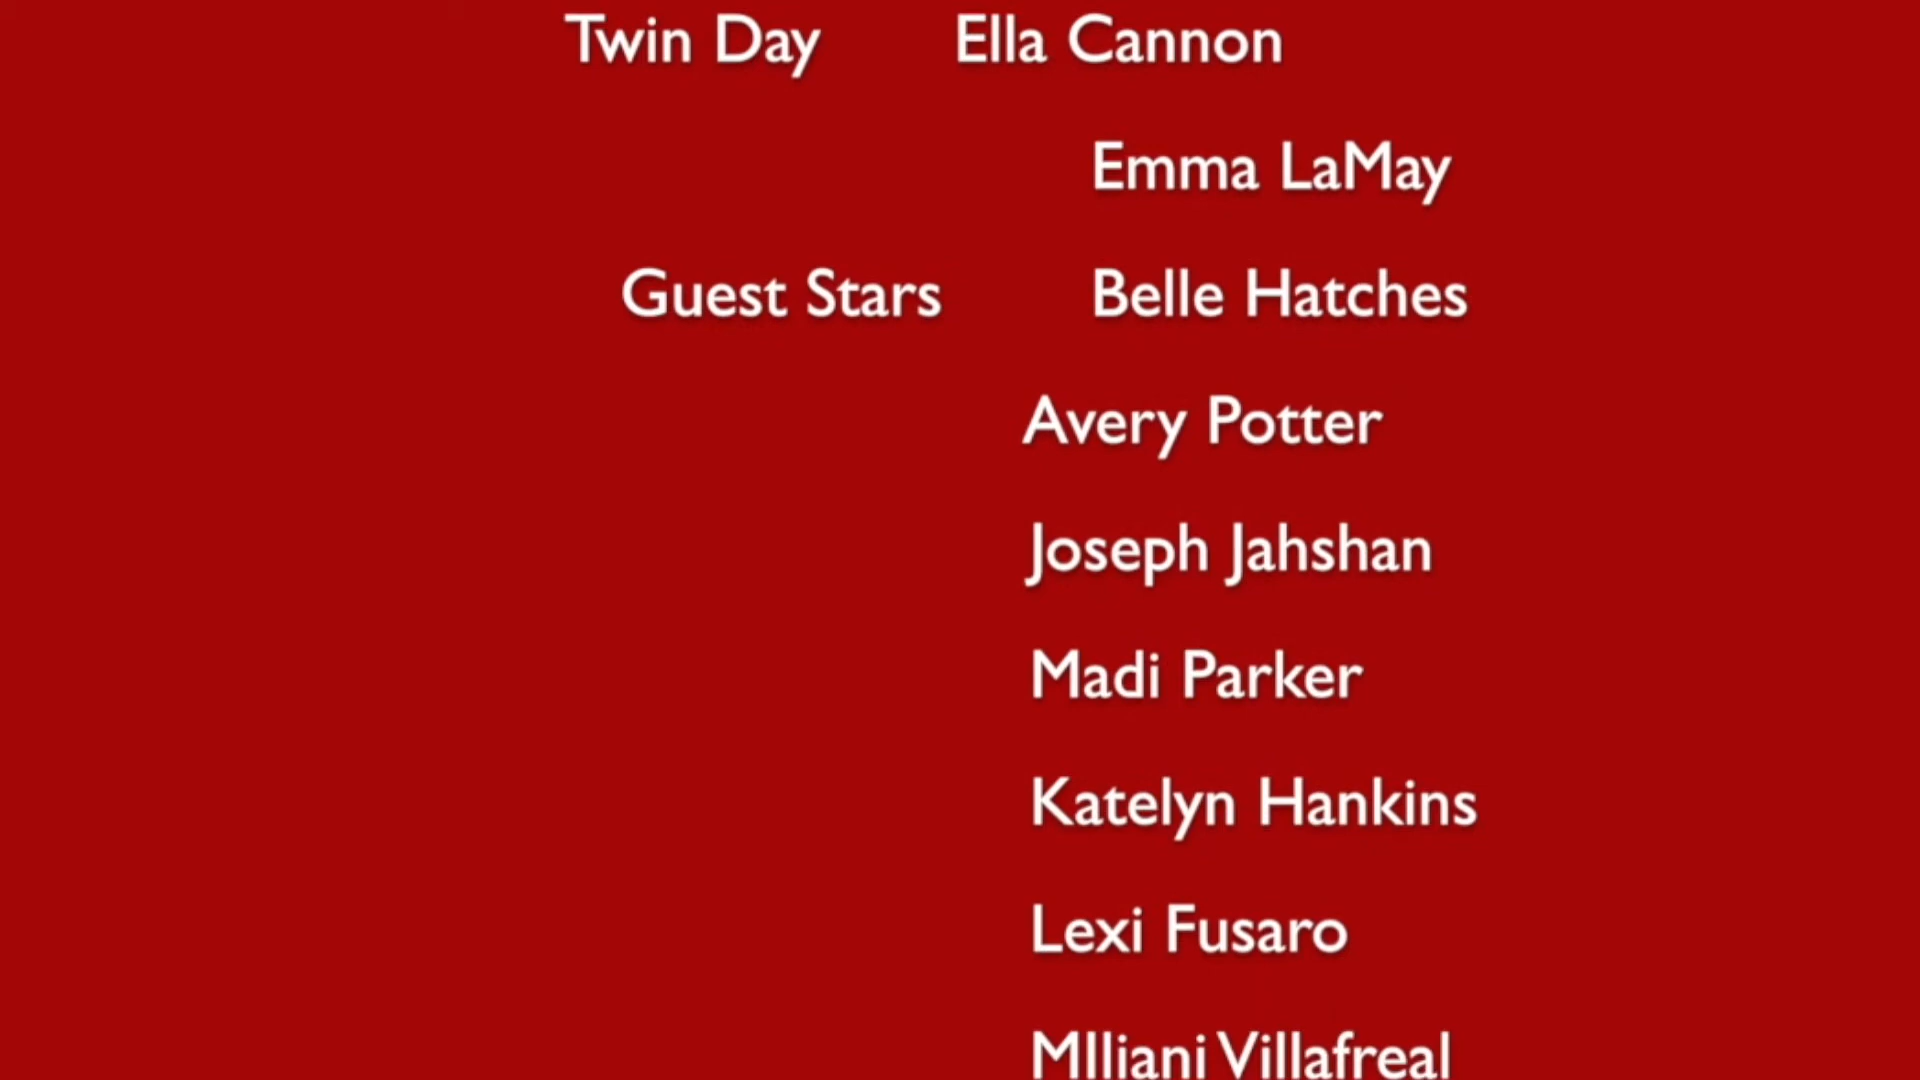 Twin Day Ella Cannon
Emma LaMay
Guest Stars Belle Hatches
Avery Potter
Joseph Jahshan
Madi Parker
Katelyn Hankins
Lexi Fusaro
MIliani Villafreal